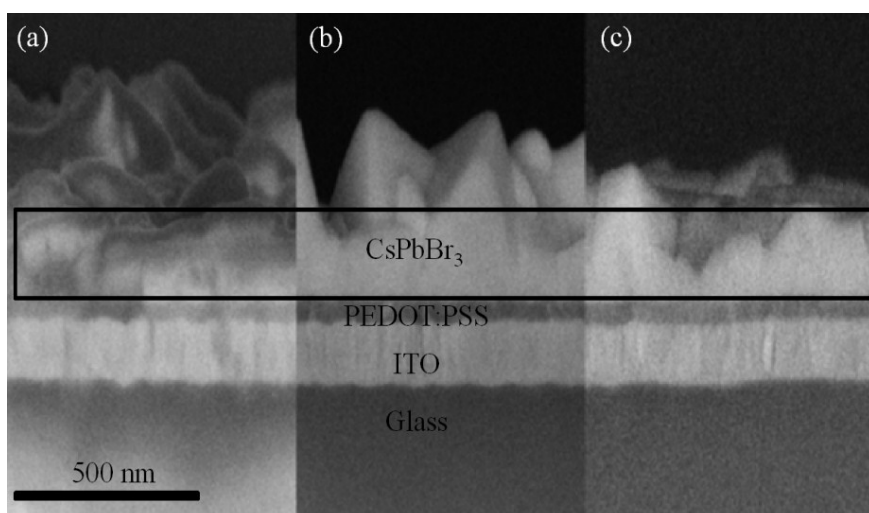 (a)
(b)
(c)
CsPbBr₃
PEDOT:PSS
ITO
Glass
500 nm